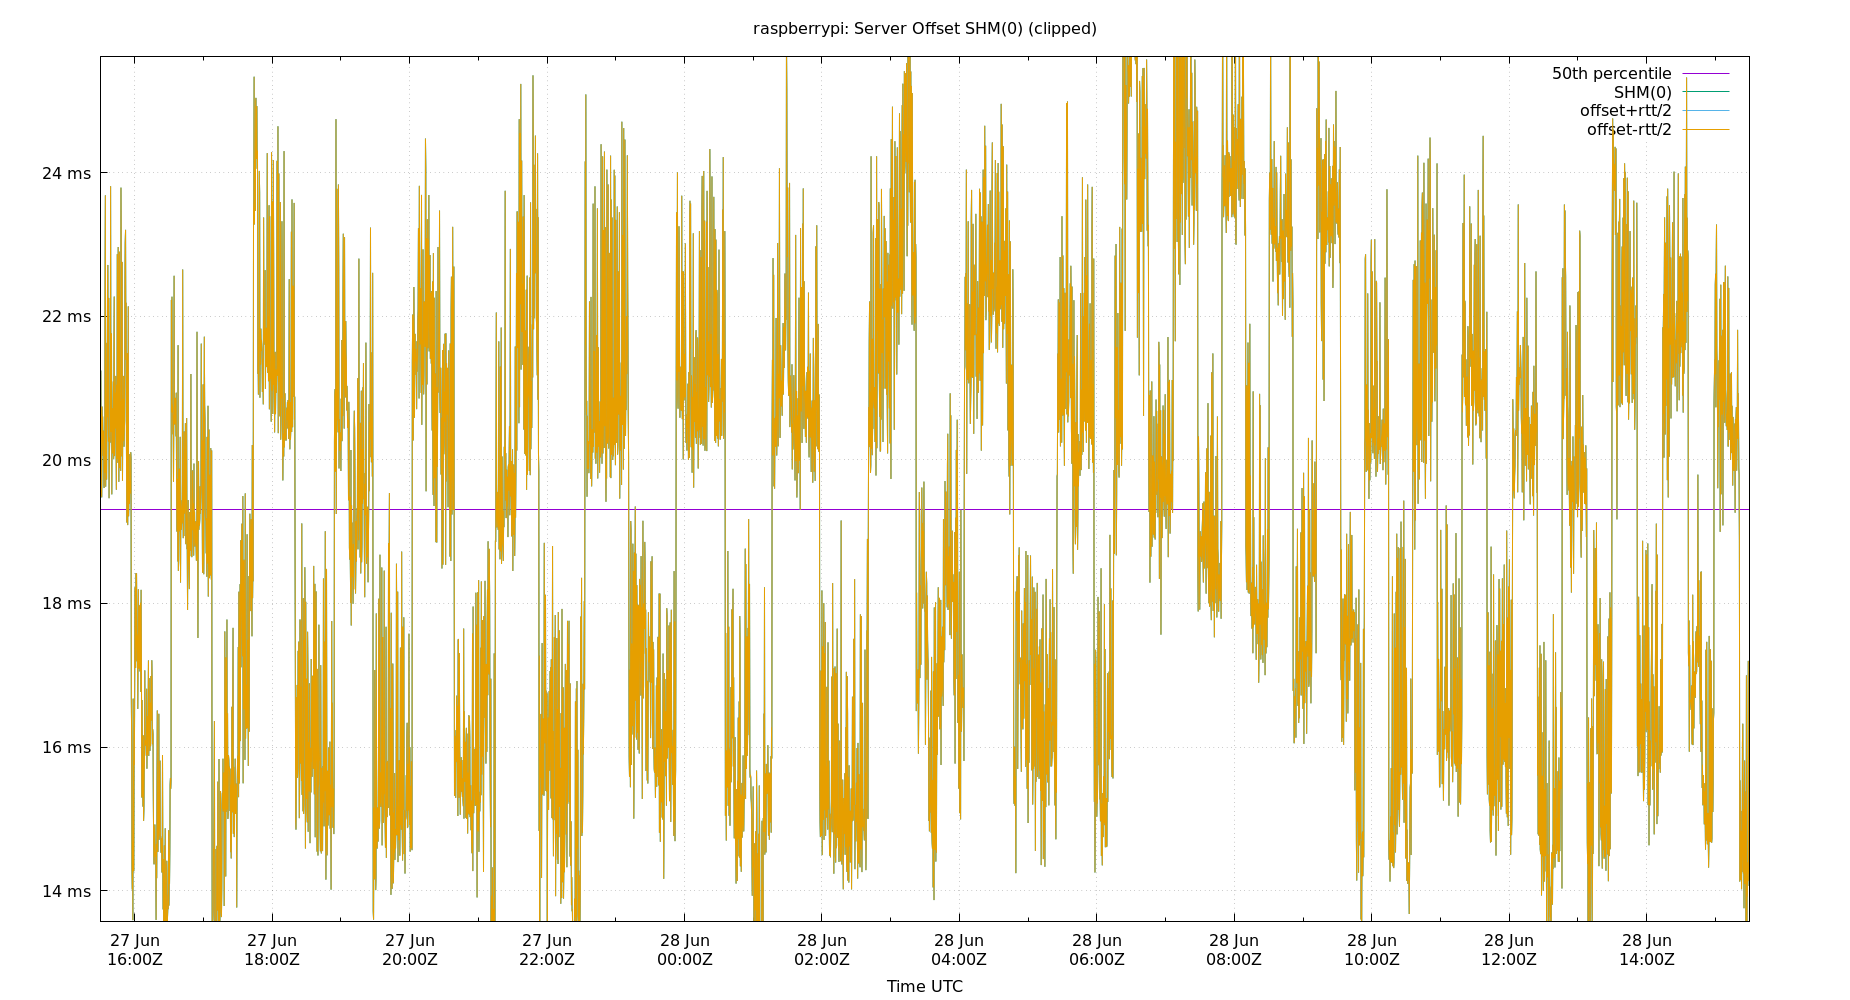 raspberrypi: Server Offset SHM(0) (clipped)
50th percentile
SHM(0)
offset+rtt/2
offset-rtt/2
24 ms
22 ms
20 ms
18 ms
16 ms
14 ms
27 Jun 27 Jun 27 Jun 27 Jun 28 Jun 28 Jun 28 Jun 28 Jun 28 Jun 28 Jun 28 Jun 28 Jun
16:00Z 18:00Z 20:00Z 22:00Z 00:00Z 02:00Z 04:00Z 06:00Z 08:00Z 10:00Z 12:00Z 14:00Z
Time UTC